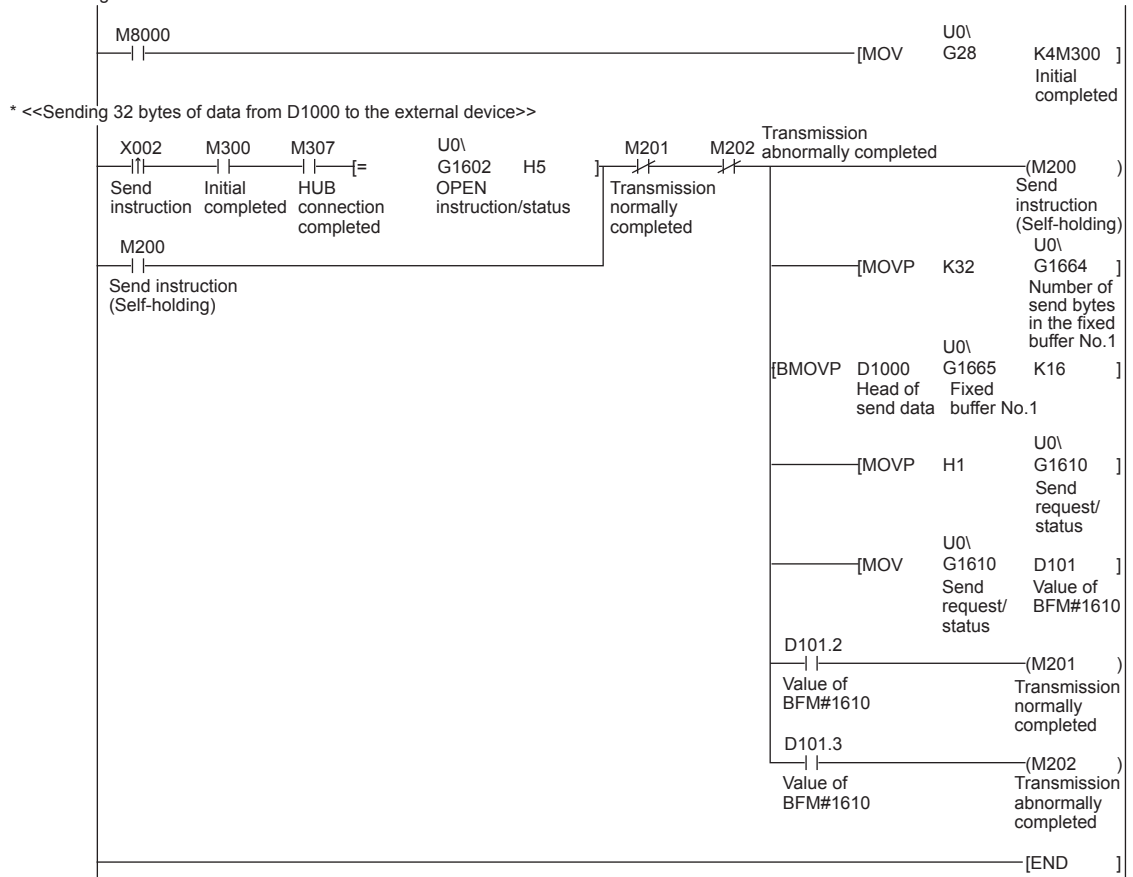 M8000
U0\
[MOV G28 K4M300 ]
Initial
completed
* <<Sending 32 bytes of data from D1000 to the external device>>
X002 M300 M307 [= U0\ G1602 H5 ] M201 M202
Send
instruction
Initial
completed
HUB
connection
completed
OPEN
instruction/status
Transmission
normally
completed
Transmission
abnormally completed
(M200 )
Send
instruction
(Self-holding)
M200
Send instruction
(Self-holding)
U0\
[MOVP K32 G1664 ]
Number of
send bytes
in the fixed
buffer No.1
U0\
[BMOVP D1000 G1665 K16 ]
Head of
send data
Fixed
buffer No.1
U0\
[MOVP H1 G1610 ]
Send
request/
status
U0\
[MOV G1610 D101 ]
Send
request/
status
Value of
BFM#1610
D101.2 (M201 )
Value of
BFM#1610
Transmission
normally
completed
D101.3 (M202 )
Value of
BFM#1610
Transmission
abnormally
completed
[END ]